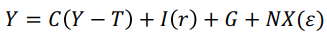 Y = C(Y − T) + I(r) + G + NX(ε)